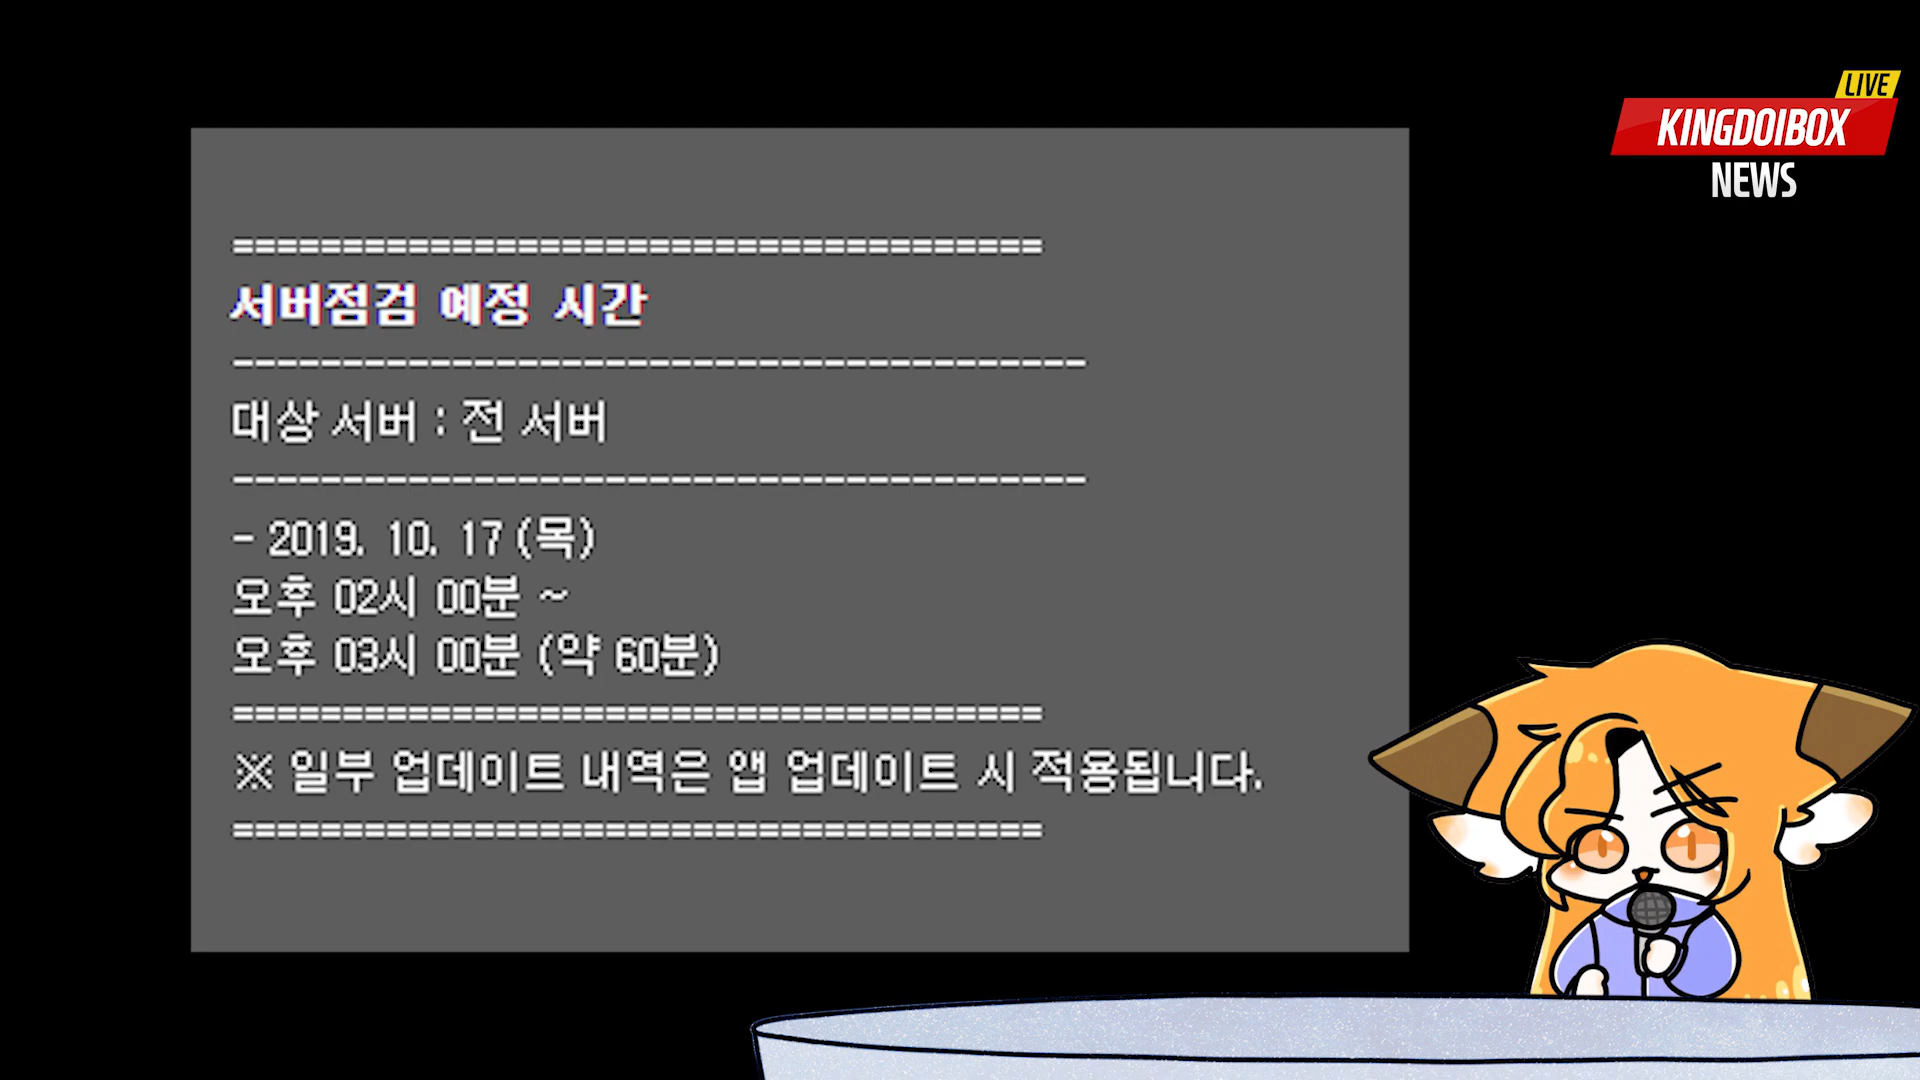 LIVE
KINGDOIBOX
NEWS
====================================
서버점검 예정 시간
---------------------------------------
대상 서버 : 전 서버
---------------------------------------
- 2019. 10. 17 (목)
오후 02시 00분 ~
오후 03시 00분 (약 60분)
====================================
※ 일부 업데이트 내역은 앱 업데이트 시 적용됩니다.
====================================